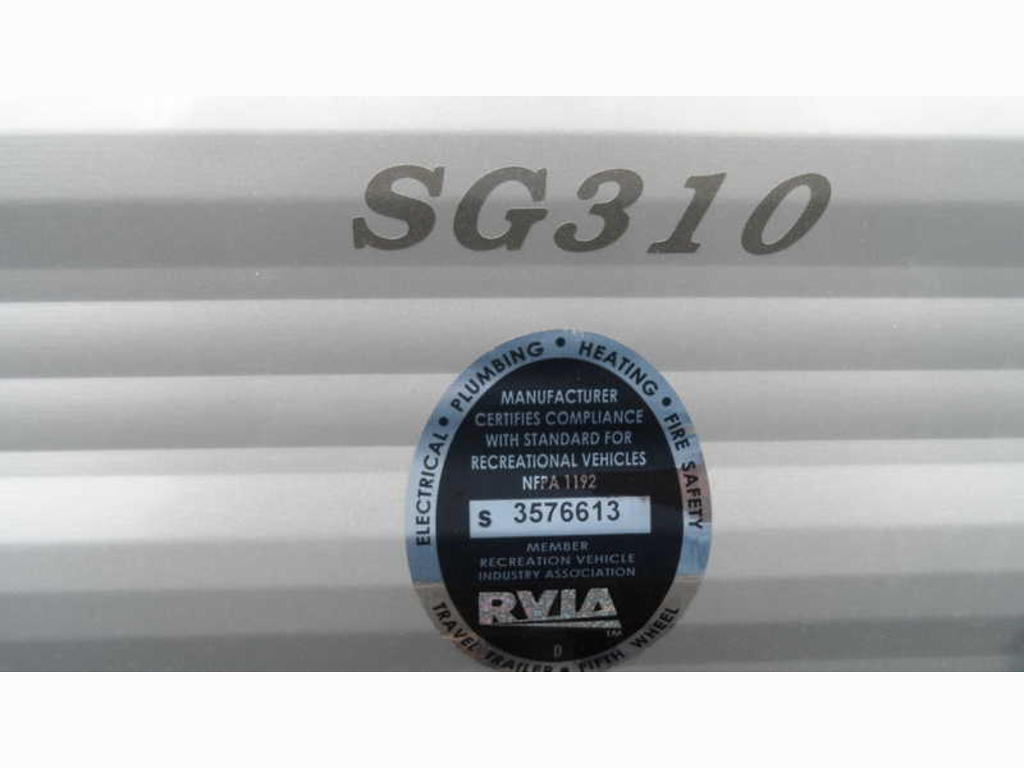 SG310
ELECTRICAL • PLUMBING • HEATING • FIRE SAFETY
MANUFACTURER
CERTIFIES COMPLIANCE
WITH STANDARD FOR
RECREATIONAL VEHICLES
NFPA 1192
S 3576613
MEMBER
RECREATION VEHICLE
INDUSTRY ASSOCIATION
RVIA
TM
D
TRAVEL TRAILER • FIFTH WHEEL